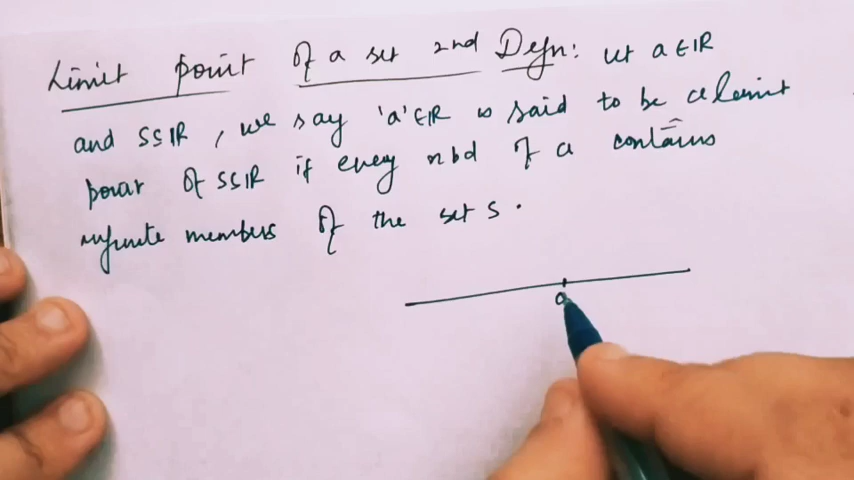 Limit point of a set 2nd Defn: let a ∈ IR
and S ⊆ IR, we say 'a' ∈ IR is said to be a limit
point of S ⊆ IR if every nbd of a contains
infinite members of the set S.
a